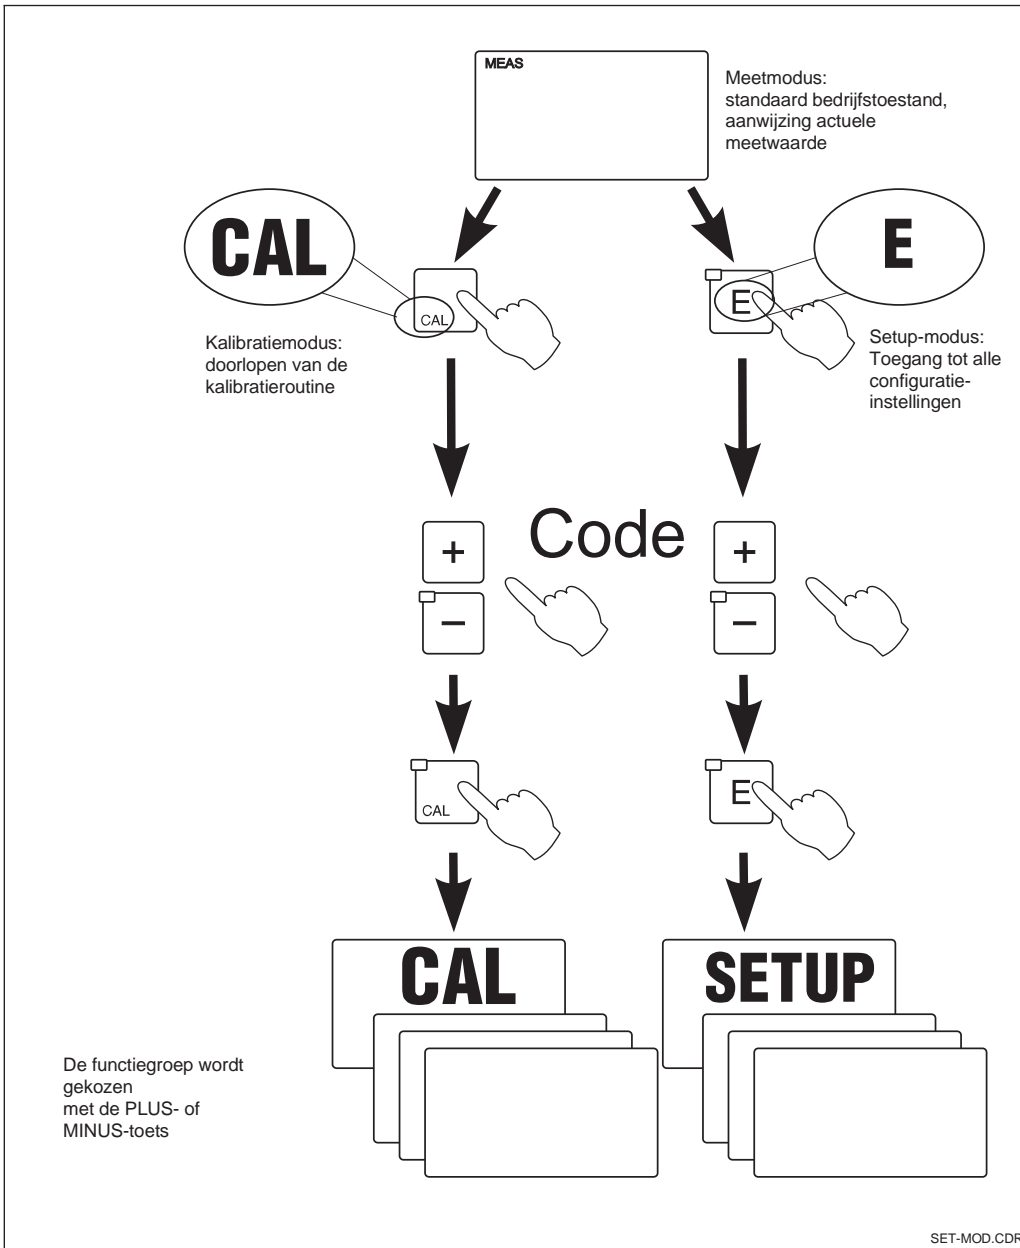 MEAS
Meetmodus:
standaard bedrijfstoestand,
aanwijzing actuele
meetwaarde
CAL
E
CAL
E
Kalibratiemodus:
doorlopen van de
kalibratieroutine
Setup-modus:
Toegang tot alle
configuratie-
instellingen
+
Code
+
−
−
CAL
E
CAL
SETUP
De functiegroep wordt
gekozen
met de PLUS- of
MINUS-toets
SET-MOD.CDR